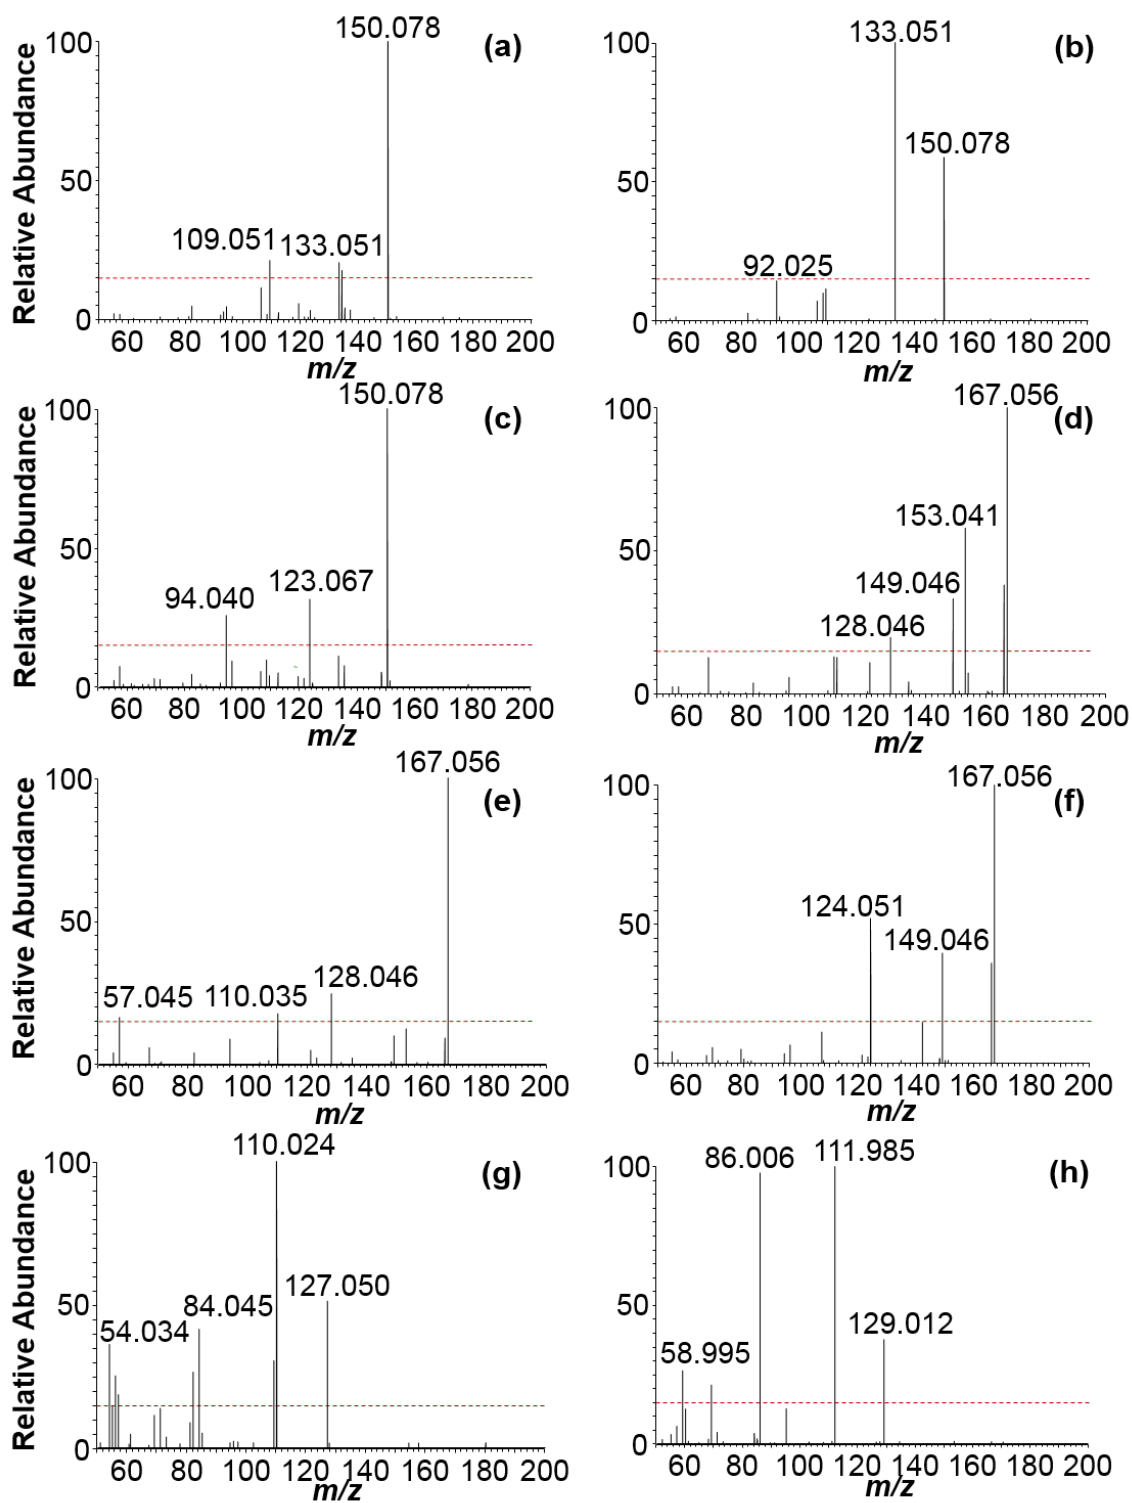 150.078
100
(a)
Relative Abundance
50
109.051 133.051
0
60 80 100 120 140 160 180 200
m/z
133.051
100
(b)
150.078
50
92.025
0
60 80 100 120 140 160 180 200
m/z
150.078
100
(c)
Relative Abundance
50
123.067
94.040
0
60 80 100 120 140 160 180 200
m/z
167.056
100
(d)
153.041
50
149.046
128.046
0
60 80 100 120 140 160 180 200
m/z
167.056
100
(e)
Relative Abundance
50
128.046
57.045 110.035
0
60 80 100 120 140 160 180 200
m/z
167.056
100
(f)
124.051
50
149.046
0
60 80 100 120 140 160 180 200
m/z
110.024
100
(g)
Relative Abundance
50
127.050
84.045
54.034
0
60 80 100 120 140 160 180 200
m/z
86.006 111.985
100
(h)
50
129.012
58.995
0
60 80 100 120 140 160 180 200
m/z